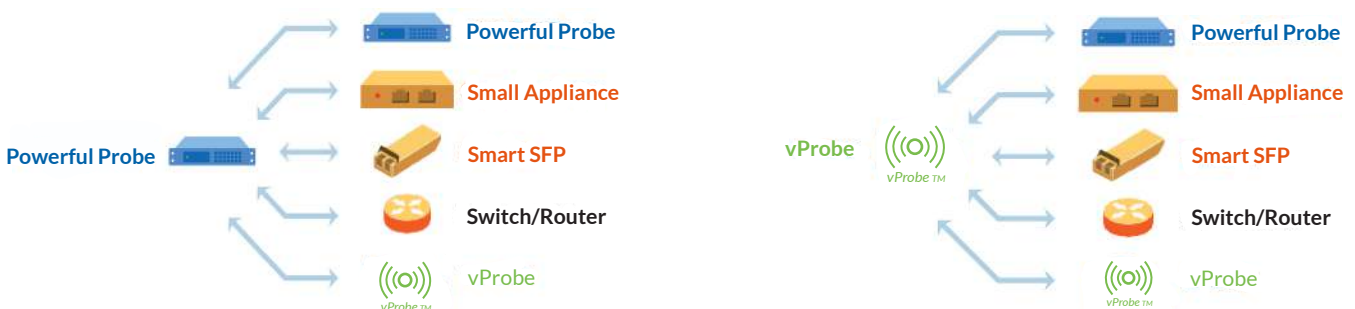 Powerful Probe
Small Appliance
Powerful Probe
Smart SFP
Switch/Router
vProbe
vProbe TM
Powerful Probe
Small Appliance
vProbe
vProbe TM
Smart SFP
Switch/Router
vProbe
vProbe TM